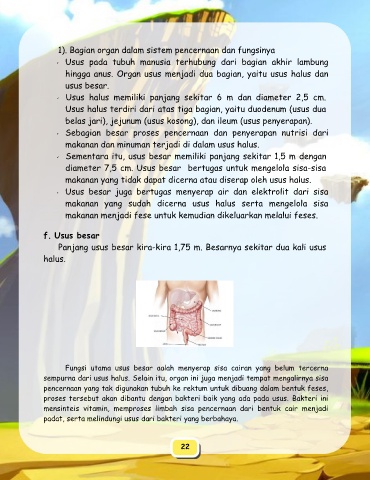 1). Bagian organ dalam sistem pencernaan dan fungsinya
· Usus pada tubuh manusia terhubung dari bagian akhir lambung
hingga anus. Organ usus menjadi dua bagian, yaitu usus halus dan
usus besar.
· Usus halus memiliki panjang sekitar 6 m dan diameter 2,5 cm.
Usus halus terdiri dari atas tiga bagian, yaitu duodenum (usus dua
belas jari), jejunum (usus kosong), dan ileum (usus penyerapan).
· Sebagian besar proses pencernaan dan penyerapan nutrisi dari
makanan dan minuman terjadi di dalam usus halus.
· Sementara itu, usus besar memiliki panjang sekitar 1,5 m dengan
diameter 7,5 cm. Usus besar bertugas untuk mengelola sisa-sisa
makanan yang tidak dapat dicerna atau diserap oleh usus halus.
· Usus besar juga bertugas menyerap air dan elektrolit dari sisa
makanan yang sudah dicerna usus halus serta mengelola sisa
makanan menjadi fese untuk kemudian dikeluarkan melalui feses.
f. Usus besar
Panjang usus besar kira-kira 1,75 m. Besarnya sekitar dua kali usus
halus.
Fungsi utama usus besar aalah menyerap sisa cairan yang belum tercerna
sempurna dari usus halus. Selain itu, organ ini juga menjadi tempat mengalirnya sisa
pencernaan yang tak digunakan tubuh ke rektum untuk dibuang dalam bentuk feses,
proses tersebut akan dibantu dengan bakteri baik yang ada pada usus. Bakteri ini
mensinteis vitamin, memproses limbah sisa pencernaan dari bentuk cair menjadi
padat, serta melindungi usus dari bakteri yang berbahaya.
22